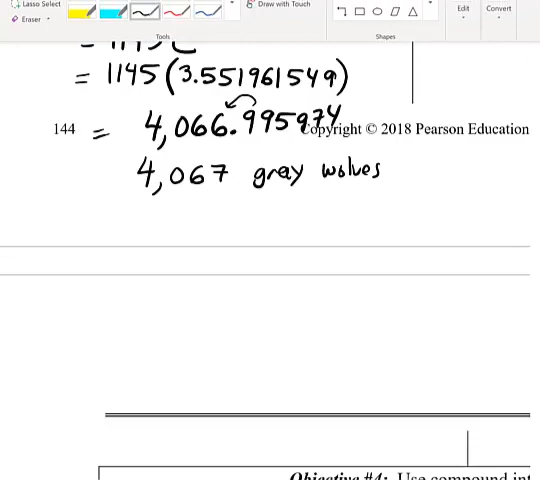 Lasso Select
Eraser
Draw with Touch
Edit
Convert
Tools
Shapes
= 1145 (3.551961549)
144 = 4,066.995974
Copyright © 2018 Pearson Education
4,067 gray wolves
Objective #4: Use compound int